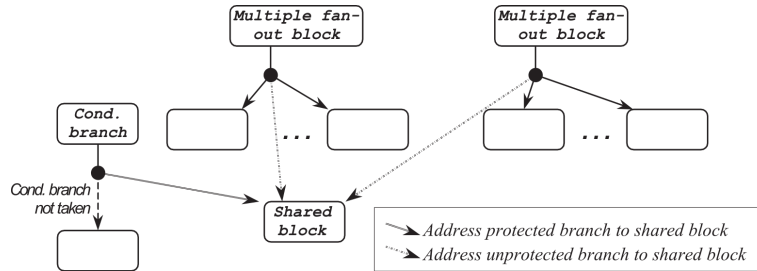 Multiple fan-
out block
Multiple fan-
out block
Cond.
branch
...
...
Cond. branch
not taken
Shared
block
Address protected branch to shared block
Address unprotected branch to shared block